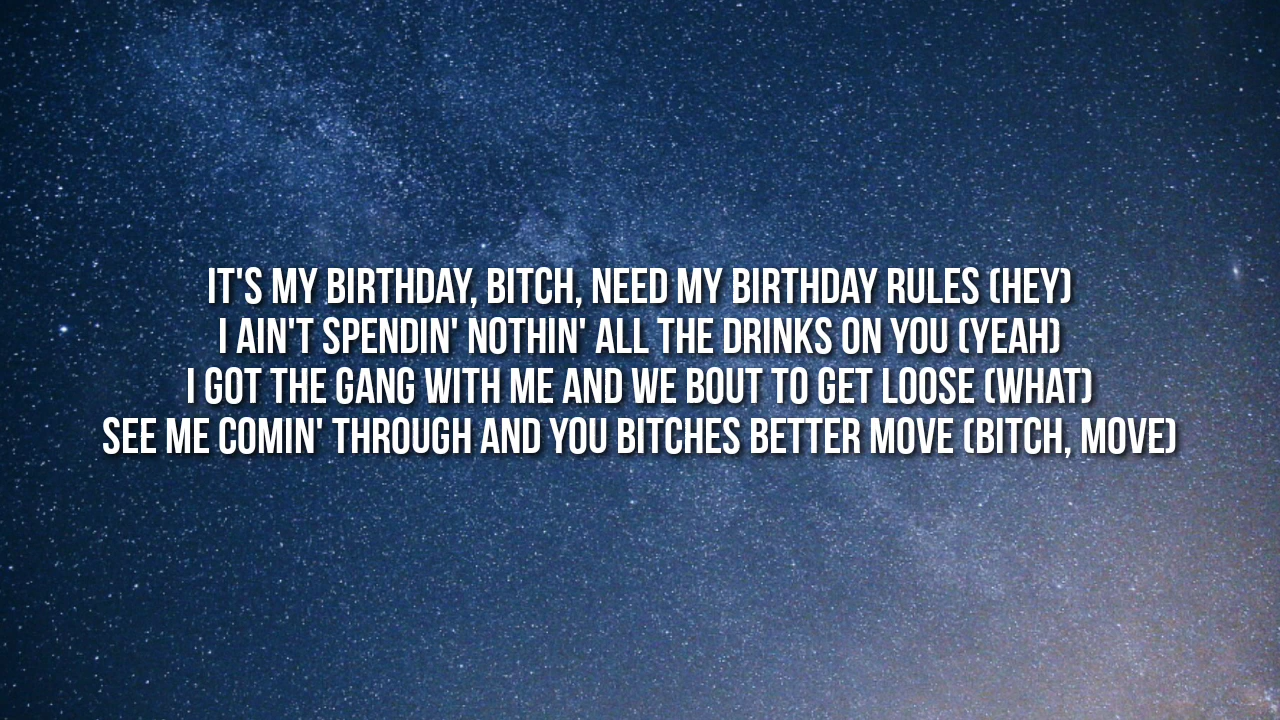 IT'S MY BIRTHDAY, BITCH, NEED MY BIRTHDAY RULES (HEY)
I AIN'T SPENDIN' NOTHIN' ALL THE DRINKS ON YOU (YEAH)
I GOT THE GANG WITH ME AND WE BOUT TO GET LOOSE (WHAT)
SEE ME COMIN' THROUGH AND YOU BITCHES BETTER MOVE (BITCH, MOVE)